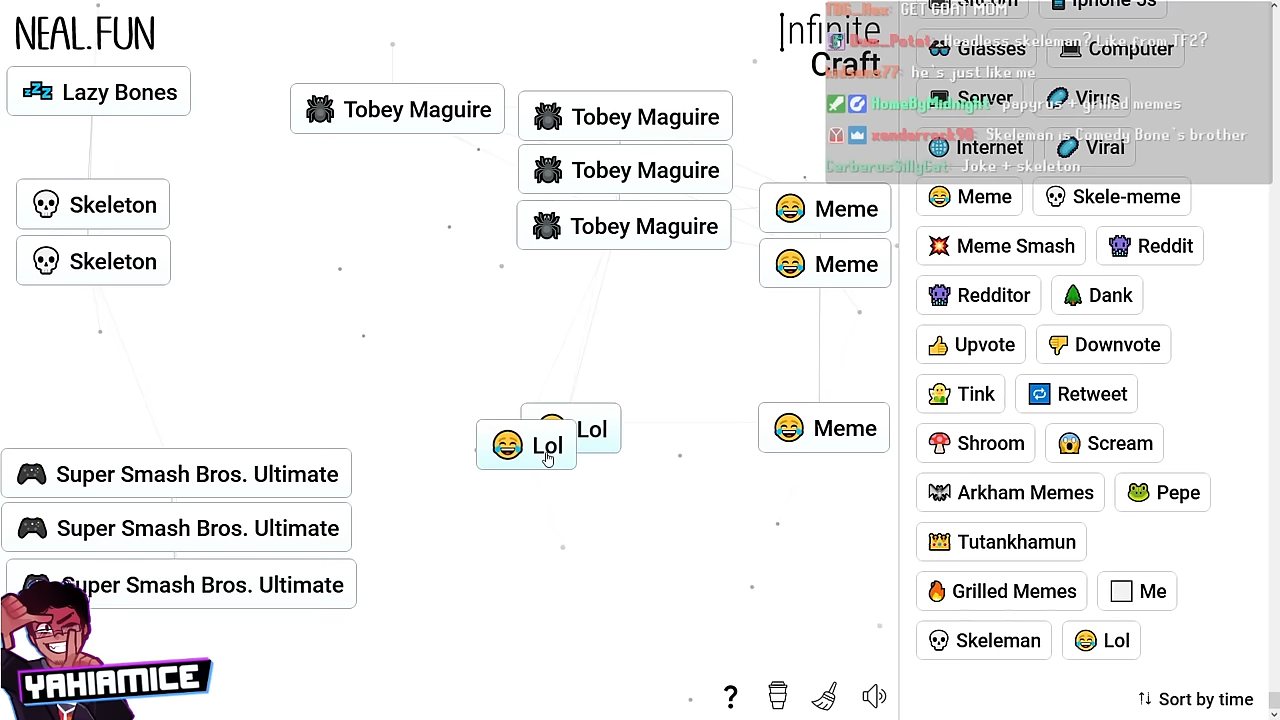 NEAL.FUN
Infinite
Craft
Lazy Bones
Tobey Maguire
Tobey Maguire
Tobey Maguire
Tobey Maguire
Skeleton
Skeleton
Meme
Meme
Lol
Lol
Meme
Super Smash Bros. Ultimate
Super Smash Bros. Ultimate
Super Smash Bros. Ultimate
YAHIAMICE
?
GET GOAT MOM
Headless skeleman? Like from TF2?
he's just like me
HomeByMidnight papyrus + grilled memes
Skeleman is Comedy Bone's brother
CerberusSillyCat Joke + skeleton
iPhone 5s
Glasses Computer
Server Virus
Internet Viral
Meme Skele-meme
Meme Smash Reddit
Redditor Dank
Upvote Downvote
Tink Retweet
Shroom Scream
Arkham Memes Pepe
Tutankhamun
Grilled Memes Me
Skeleman Lol
Sort by time